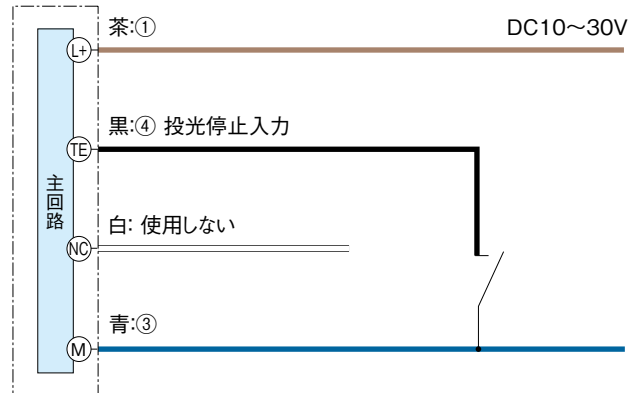 茶:① DC10〜30V
L+
黒:④ 投光停止入力
TE
主回路
白: 使用しない
NC
青:③
M